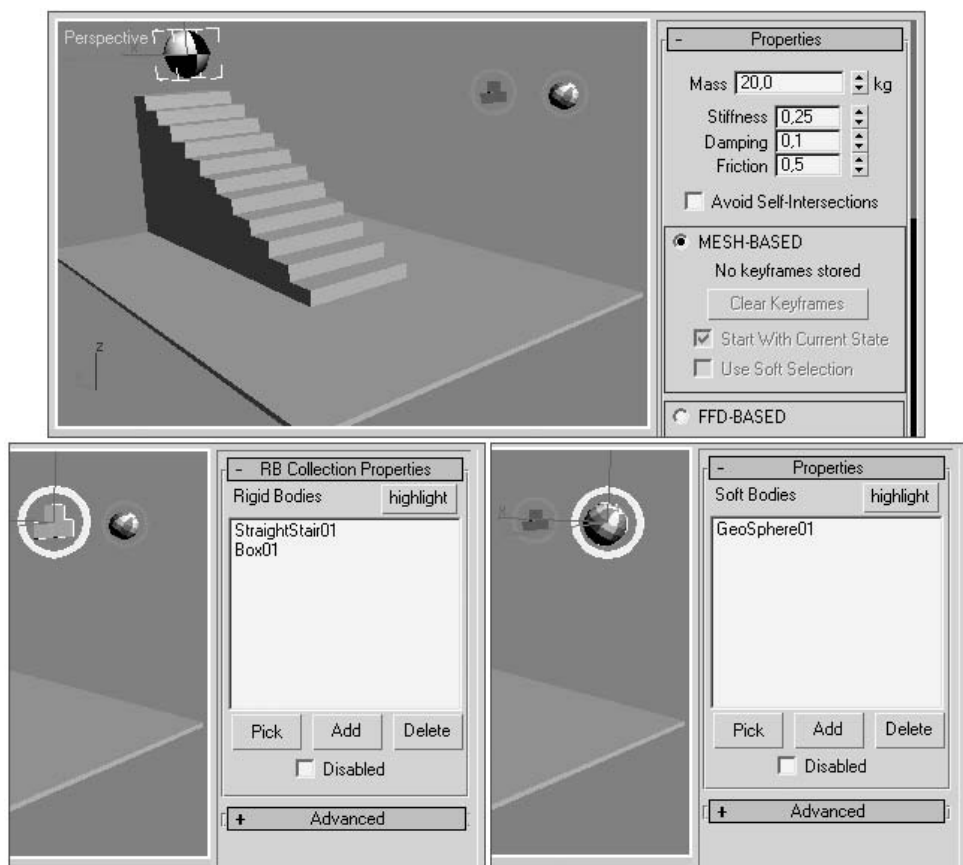 Perspective
- Properties
Mass 20,0 kg
Stiffness 0,25
Damping 0,1
Friction 0,5
Avoid Self-Intersections
MESH-BASED
No keyframes stored
Clear Keyframes
Start With Current State
Use Soft Selection
FFD-BASED
z
- RB Collection Properties
Rigid Bodies highlight
StraightStair01
Box01
Pick Add Delete
Disabled
+ Advanced
x
- Properties
Soft Bodies highlight
GeoSphere01
Pick Add Delete
Disabled
+ Advanced